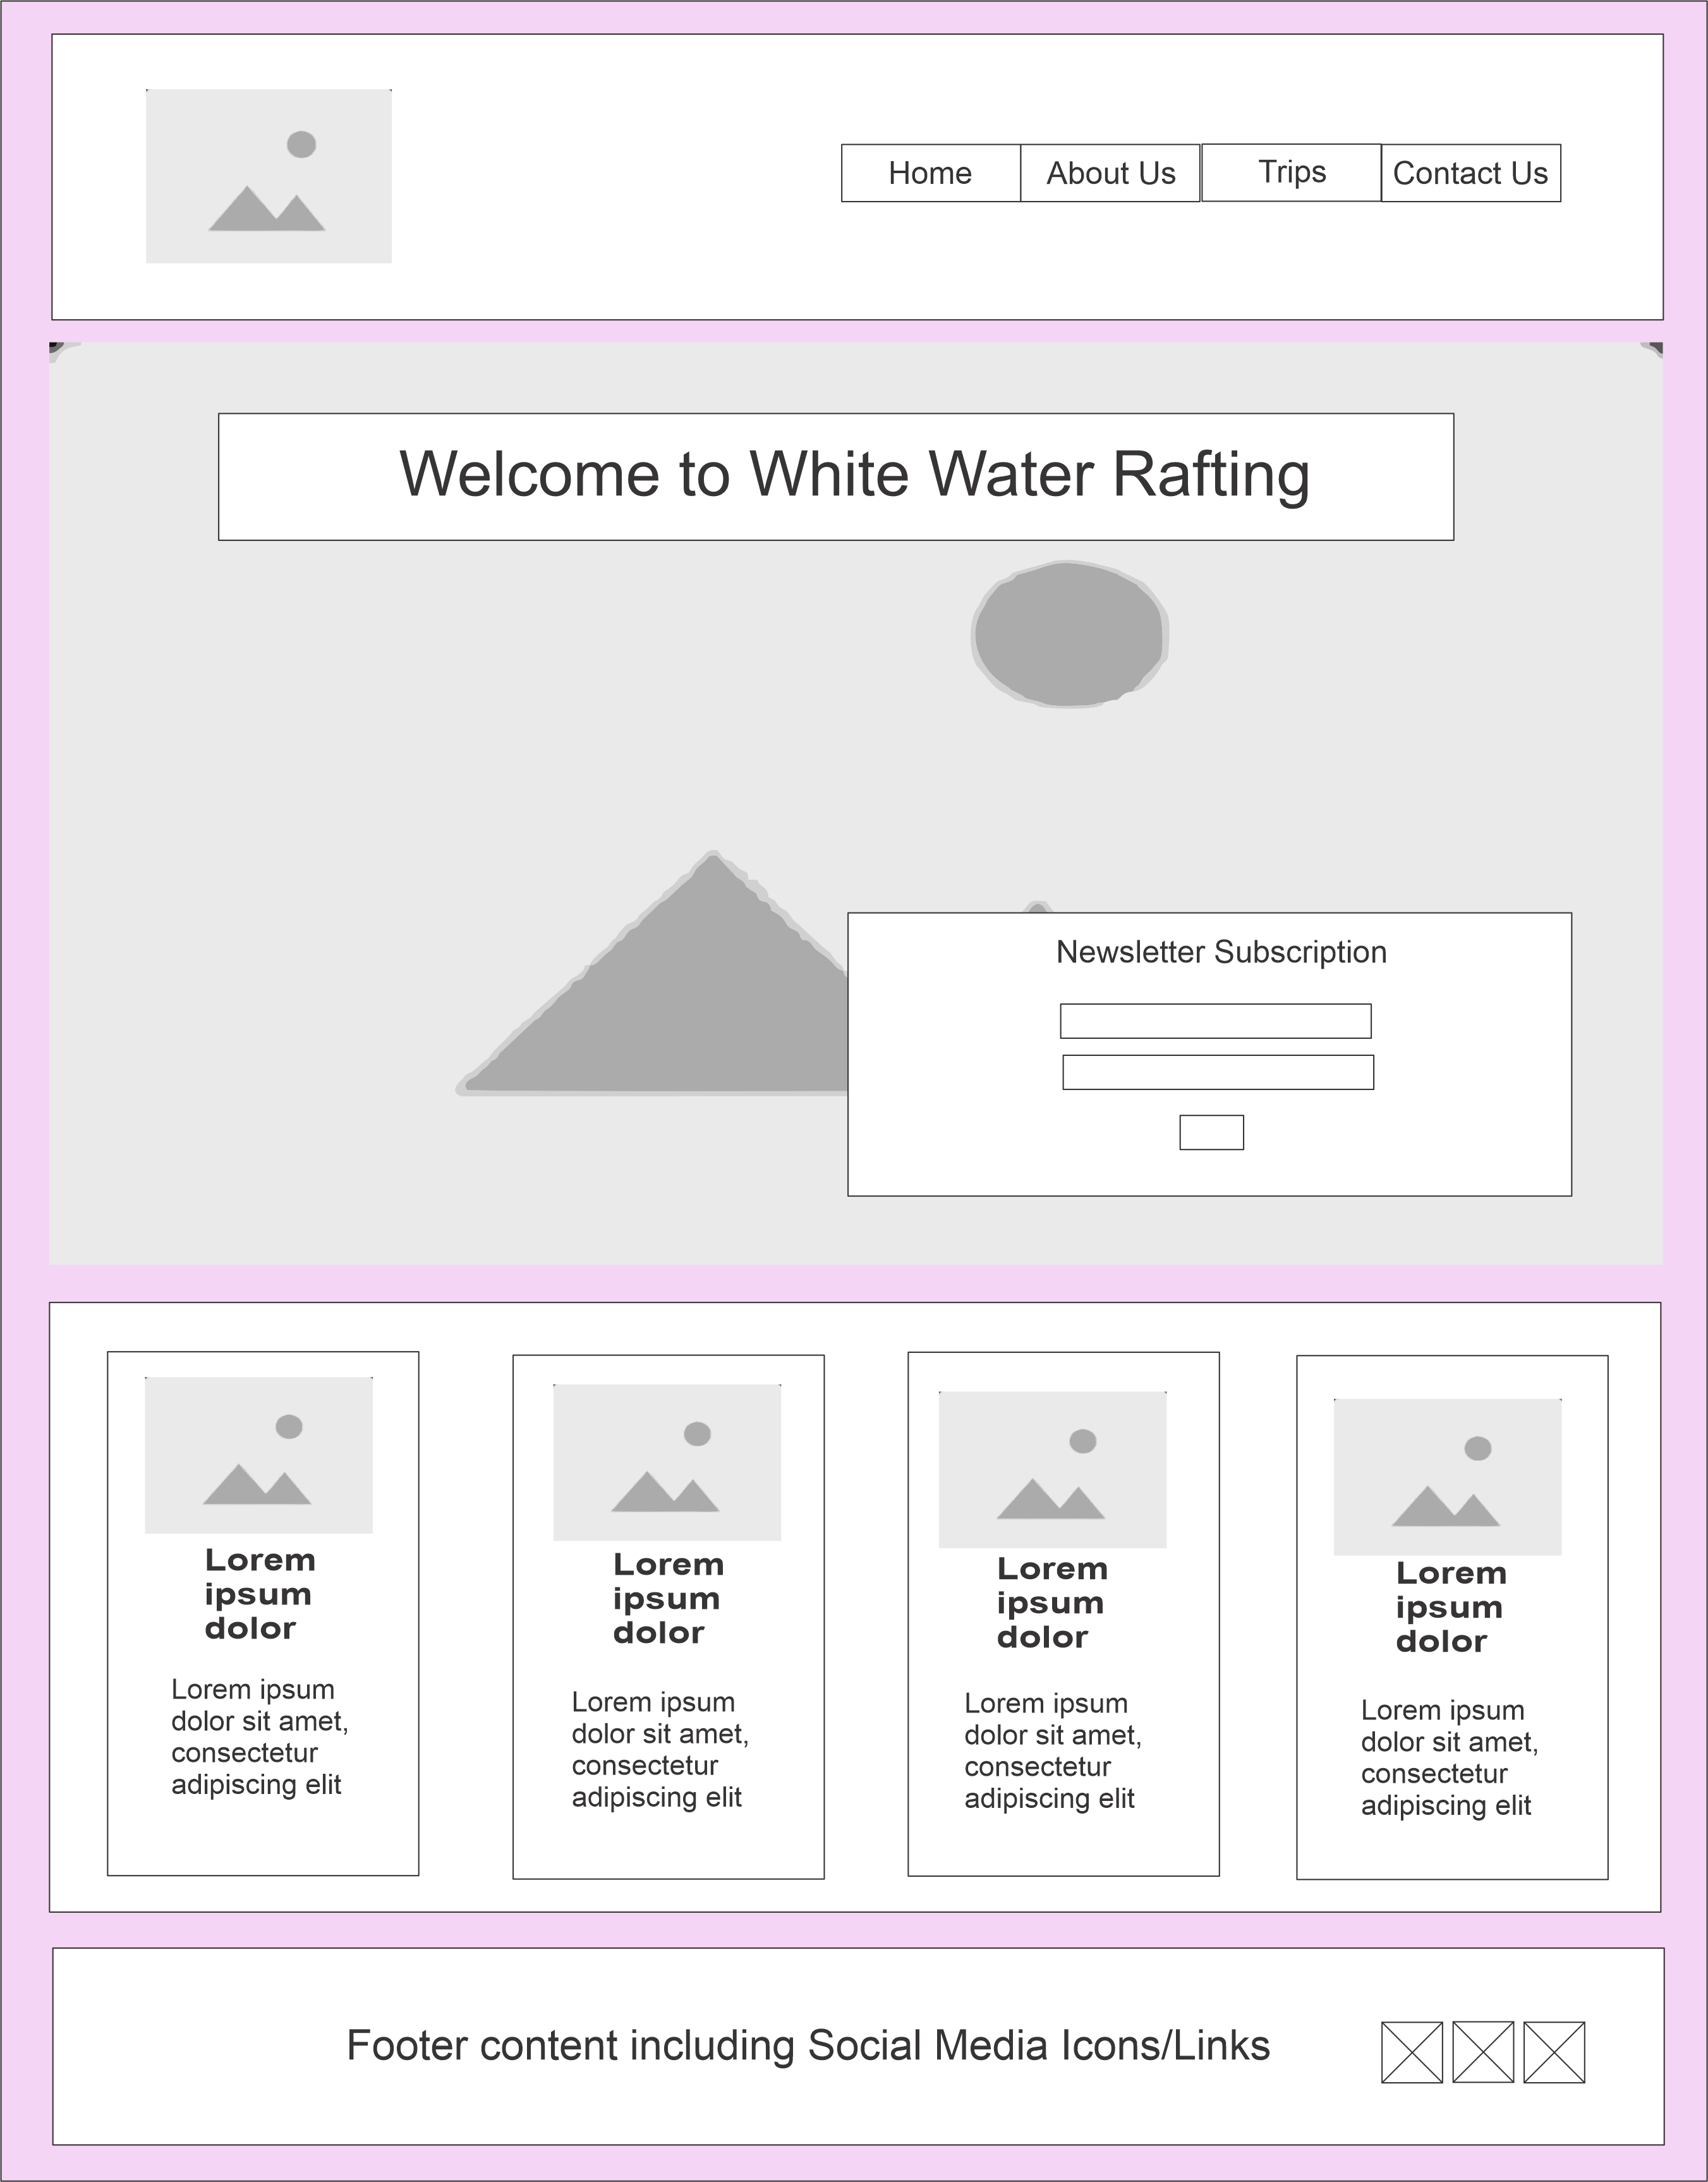 Home
About Us
Trips
Contact Us
Welcome to White Water Rafting
Newsletter Subscription
Lorem
ipsum
dolor
Lorem ipsum
dolor sit amet,
consectetur
adipiscing elit
Lorem
ipsum
dolor
Lorem ipsum
dolor sit amet,
consectetur
adipiscing elit
Lorem
ipsum
dolor
Lorem ipsum
dolor sit amet,
consectetur
adipiscing elit
Lorem
ipsum
dolor
Lorem ipsum
dolor sit amet,
consectetur
adipiscing elit
Footer content including Social Media Icons/Links